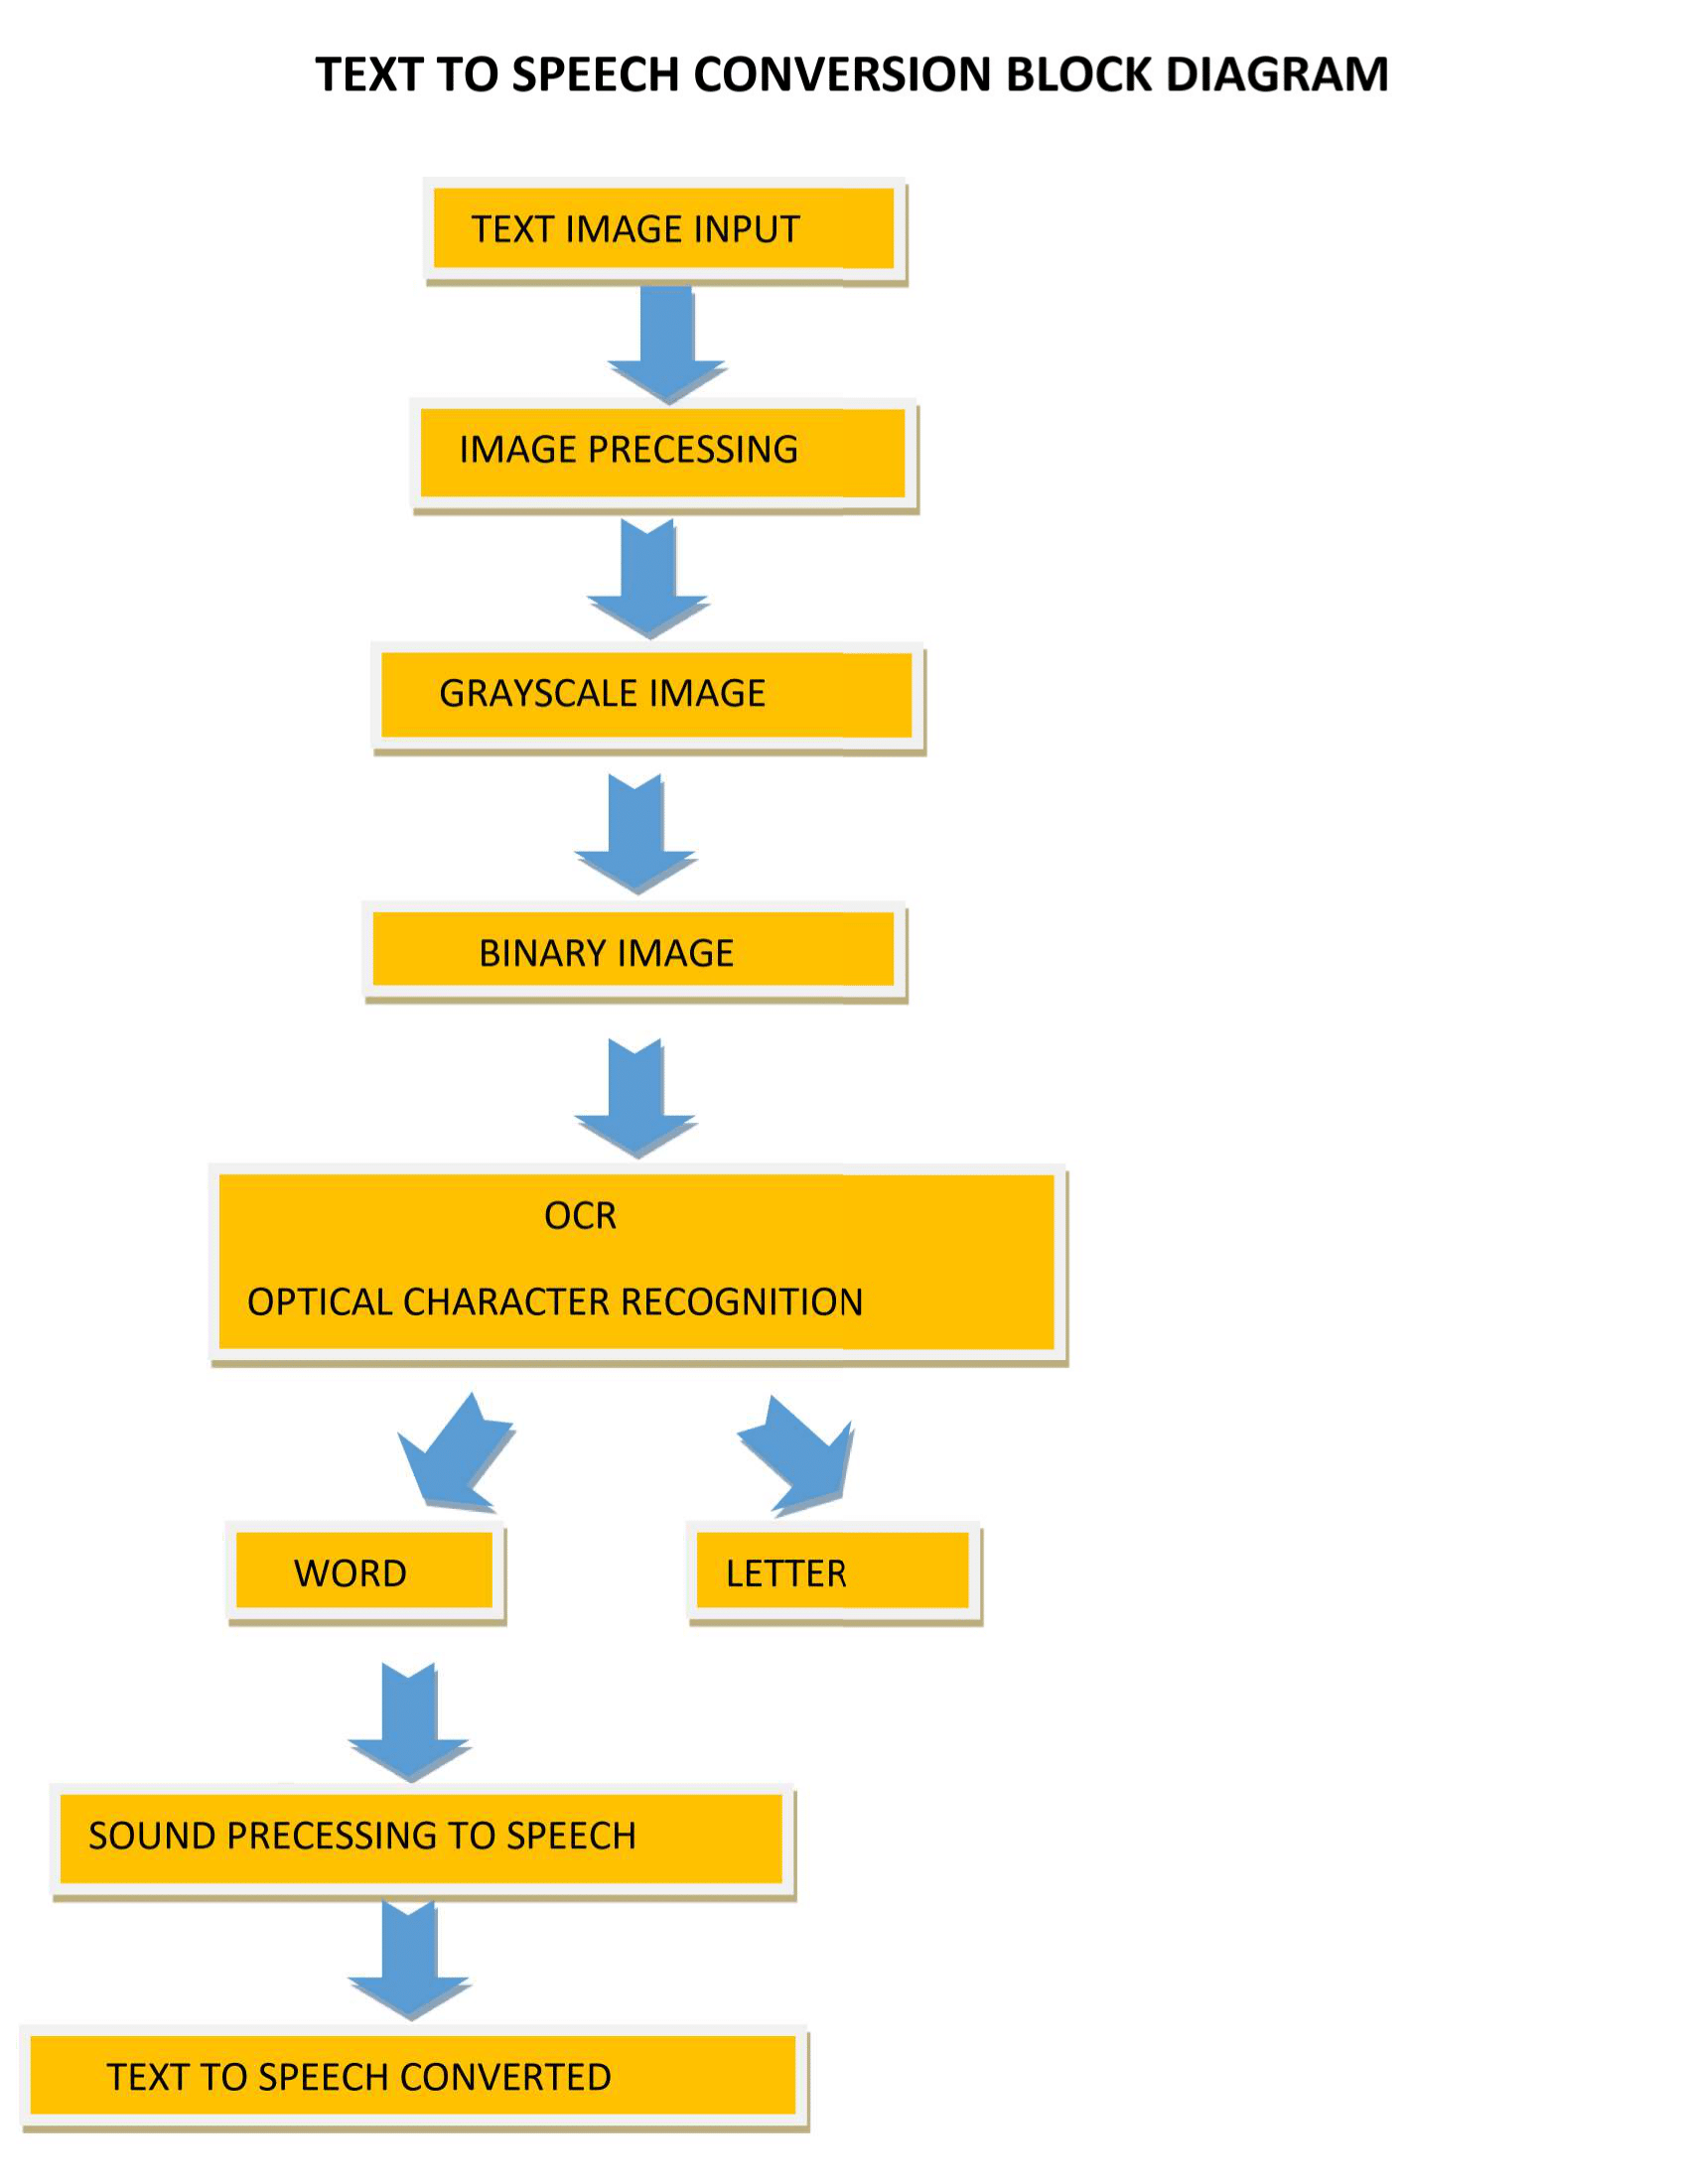 TEXT TO SPEECH CONVERSION BLOCK DIAGRAM
TEXT IMAGE INPUT
IMAGE PRECESSING
GRAYSCALE IMAGE
BINARY IMAGE
OCR
OPTICAL CHARACTER RECOGNITION
WORD
LETTER
SOUND PRECESSING TO SPEECH
TEXT TO SPEECH CONVERTED